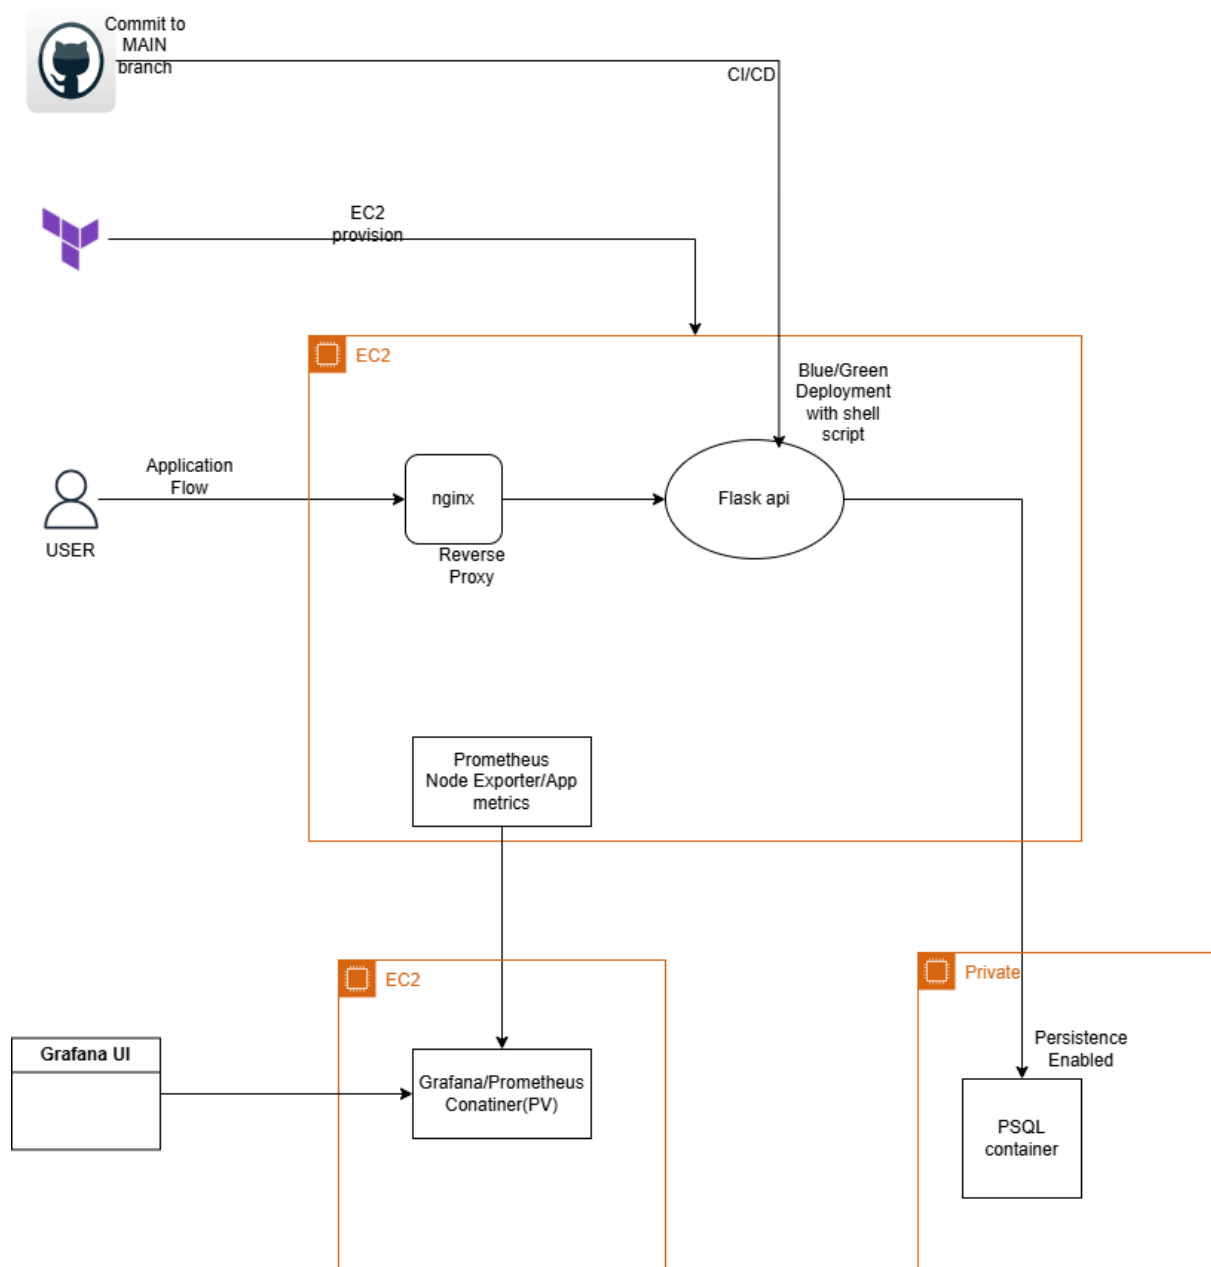 Commit to
MAIN
branch
CI/CD
EC2
provision
EC2
Blue/Green
Deployment
with shell
script
Application
Flow
nginx
Flask api
USER
Reverse
Proxy
Prometheus
Node Exporter/App
metrics
EC2
Private
Grafana UI
Persistence
Enabled
Grafana/Prometheus
Conatiner(PV)
PSQL
container